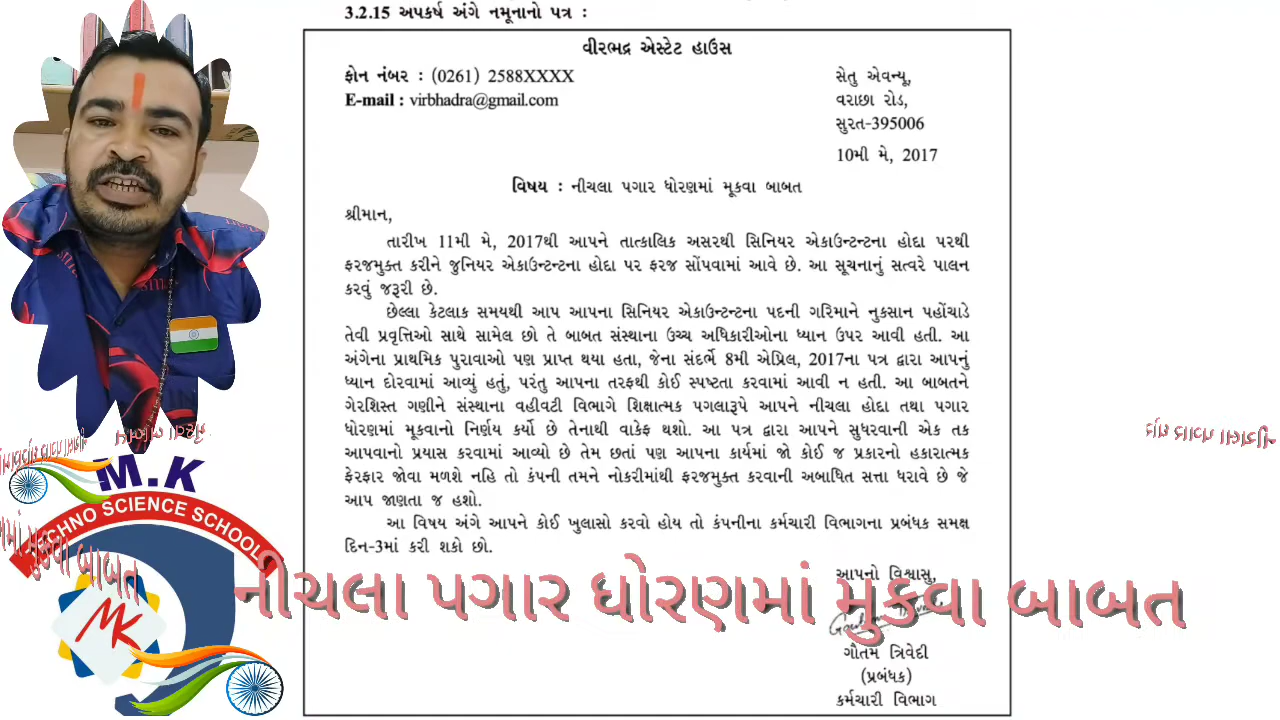 3.2.15 અપકર્ષ અંગે નમૂનાનો પત્ર :
વીરભદ્ર એસ્ટેટ હાઉસ
ફોન નંબર : (0261) 2588XXXX
સેતુ એવન્યૂ,
E-mail : virbhadra@gmail.com
વરાછા રોડ,
સુરત-395006
10મી મે, 2017
વિષય : નીચલા પગાર ધોરણમાં મૂકવા બાબત
શ્રીમાન,
તારીખ 11મી મે, 2017થી આપને તાત્કાલિક અસરથી સિનિયર એકાઉન્ટન્ટના હોદા પરથી
ફરજમુક્ત કરીને જુનિયર એકાઉન્ટન્ટના હોદા પર ફરજ સોંપવામાં આવે છે. આ સૂચનાનું સત્વરે પાલન
કરવું જરૂરી છે.
છેલ્લા કેટલાક સમયથી આપ આપના સિનિયર એકાઉન્ટન્ટના પદની ગરિમાને નુકસાન પહોંચાડે
તેવી પ્રવૃત્તિઓ સાથે સામેલ છો તે બાબત સંસ્થાના ઉચ્ચ અધિકારીઓના ધ્યાન ઉપર આવી હતી. આ
અંગેના પ્રાથમિક પુરાવાઓ પણ પ્રાપ્ત થયા હતા, જેના સંદર્ભે 8મી એપ્રિલ, 2017ના પત્ર દ્વારા આપનું
ધ્યાન દોરવામાં આવ્યું હતું, પરંતુ આપના તરફથી કોઈ સ્પષ્ટતા કરવામાં આવી ન હતી. આ બાબતને
ગેરશિસ્ત ગણીને સંસ્થાના વહીવટી વિભાગે શિક્ષાત્મક પગલારૂપે આપને નીચલા હોદા તથા પગાર
ધોરણમાં મૂકવાનો નિર્ણય કર્યો છે તેનાથી વાકેફ થશો. આ પત્ર દ્વારા આપને સુધરવાની એક તક
આપવાનો પ્રયાસ કરવામાં આવ્યો છે તેમ છતાં પણ આપના કાર્યમાં જો કોઈ જ પ્રકારનો હકારાત્મક
ફેરફાર જોવા મળશે નહિ તો કંપની તમને નોકરીમાંથી ફરજમુક્ત કરવાની અબાધિત સત્તા ધરાવે છે જે
આપ જાણતા જ હશો.
આ વિષય અંગે આપને કોઈ ખુલાસો કરવો હોય તો કંપનીના કર્મચારી વિભાગના પ્રબંધક સમક્ષ
દિન-3માં કરી શકો છો.
આપનો વિશ્વાસુ,
નીચલા પગાર ધોરણમાં મુકવા બાબત
ગૌતમ ત્રિવેદી
(પ્રબંધક)
કર્મચારી વિભાગ
M.K
TECHNO SCIENCE SCHOOL
મુકવા બાબત
MK